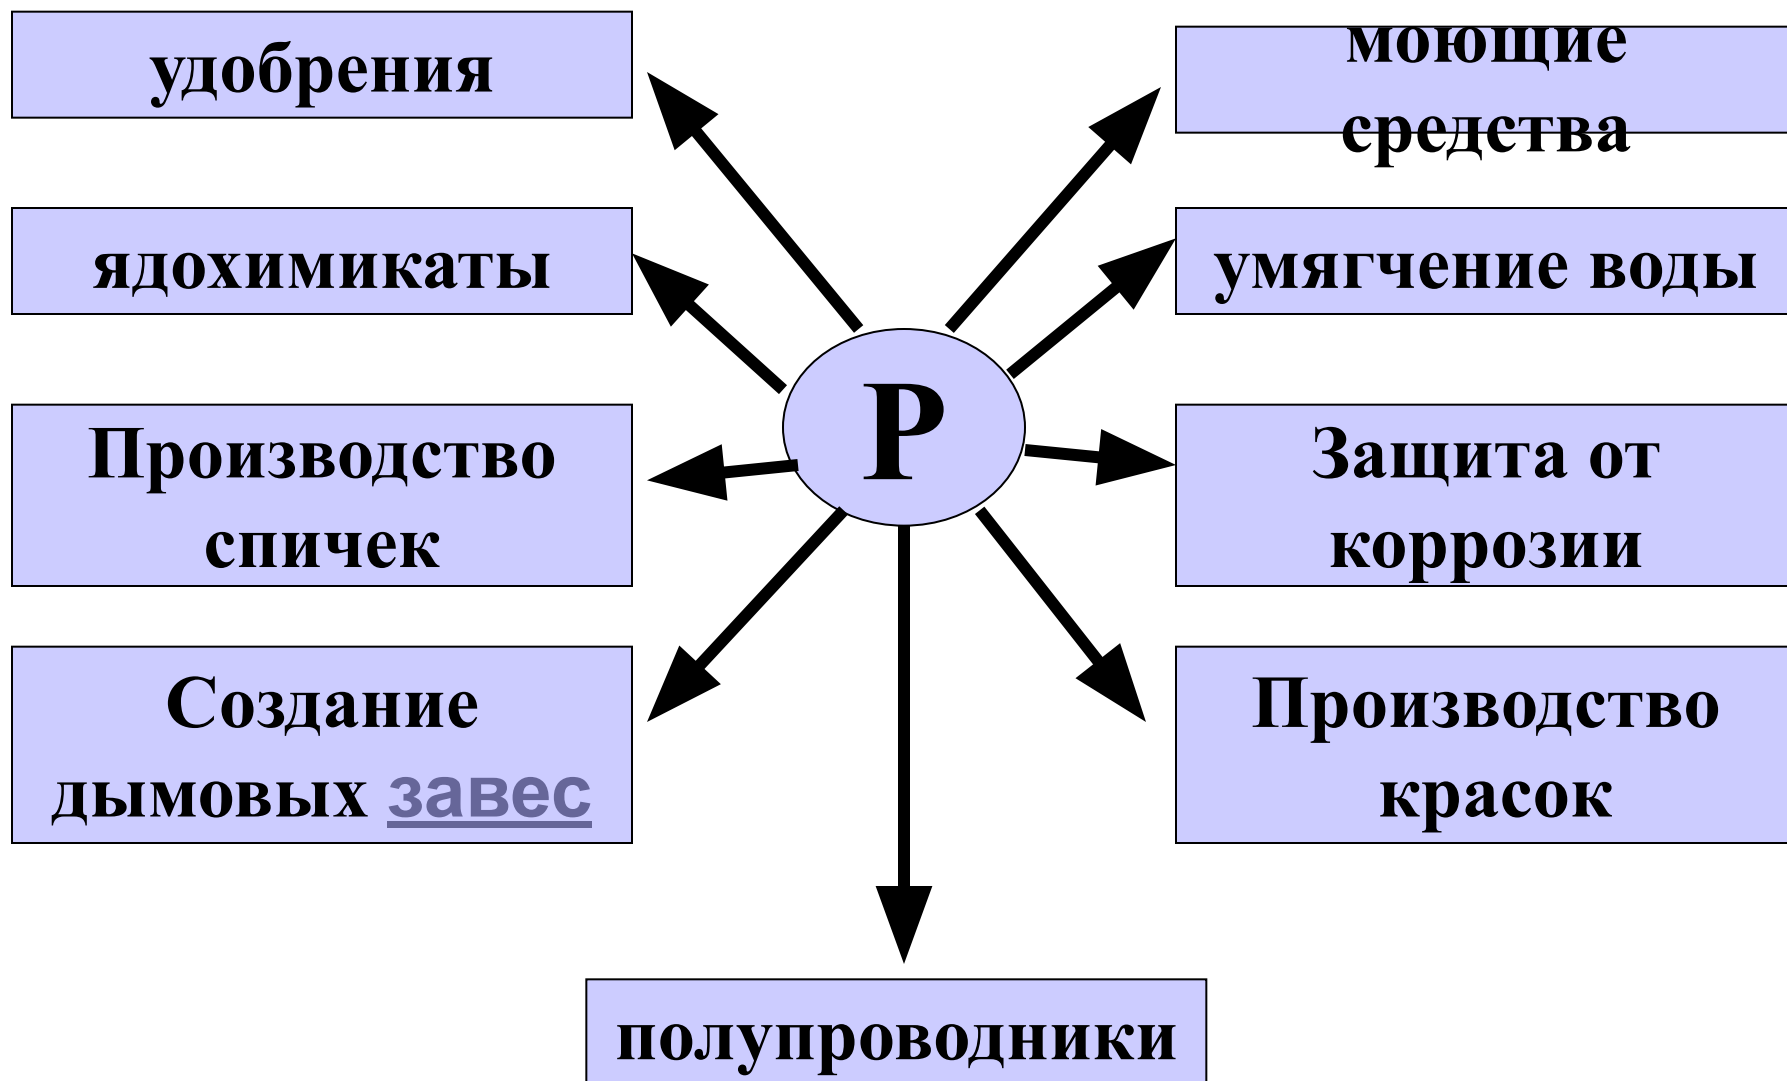 удобрения
моющие
средства
ядохимикаты
умягчение воды
P
Производство
спичек
Защита от
коррозии
Создание
дымовых завес
Производство
красок
полупроводники